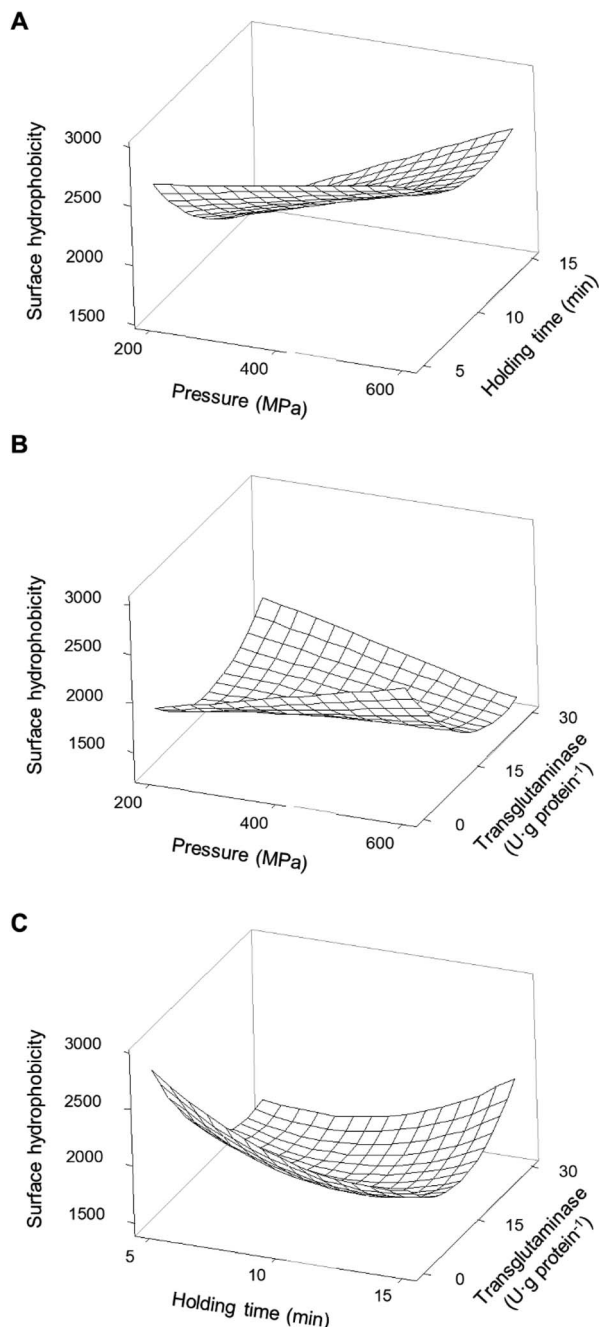 A
3000
2500
2000
1500
Surface hydrophobicity
200
400
600
Pressure (MPa)
5
10
15
Holding time (min)
B
3000
2500
2000
1500
Surface hydrophobicity
200
400
600
Pressure (MPa)
0
15
30
Transglutaminase
(U·g protein⁻¹)
C
3000
2500
2000
1500
Surface hydrophobicity
5
10
15
Holding time (min)
0
15
30
Transglutaminase
(U·g protein⁻¹)